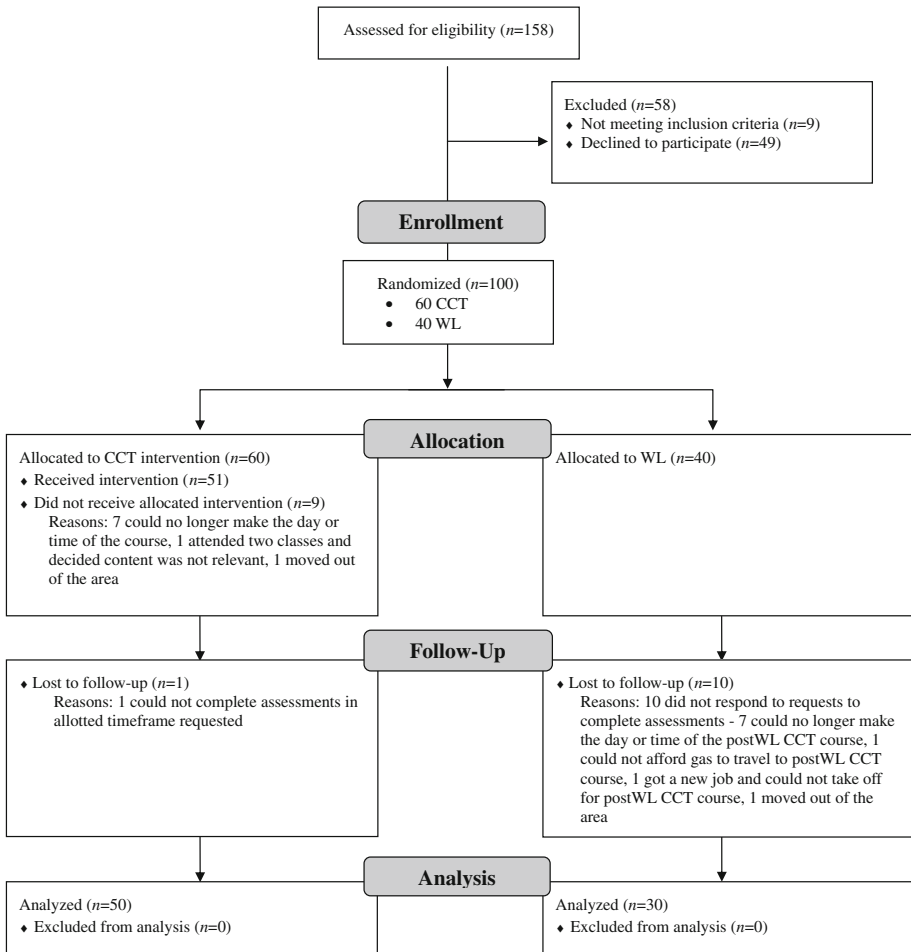 Assessed for eligibility (n=158)
Excluded (n=58)
♦ Not meeting inclusion criteria (n=9)
♦ Declined to participate (n=49)
Enrollment
Randomized (n=100)
• 60 CCT
• 40 WL
Allocation
Allocated to CCT intervention (n=60)
♦ Received intervention (n=51)
♦ Did not receive allocated intervention (n=9)
Reasons: 7 could no longer make the day or
time of the course, 1 attended two classes and
decided content was not relevant, 1 moved out
of the area
Allocated to WL (n=40)
Follow-Up
♦ Lost to follow-up (n=1)
Reasons: 1 could not complete assessments in
allotted timeframe requested
♦ Lost to follow-up (n=10)
Reasons: 10 did not respond to requests to
complete assessments - 7 could no longer make
the day or time of the postWL CCT course, 1
could not afford gas to travel to postWL CCT
course, 1 got a new job and could not take off
for postWL CCT course, 1 moved out of the
area
Analysis
Analyzed (n=50)
♦ Excluded from analysis (n=0)
Analyzed (n=30)
♦ Excluded from analysis (n=0)